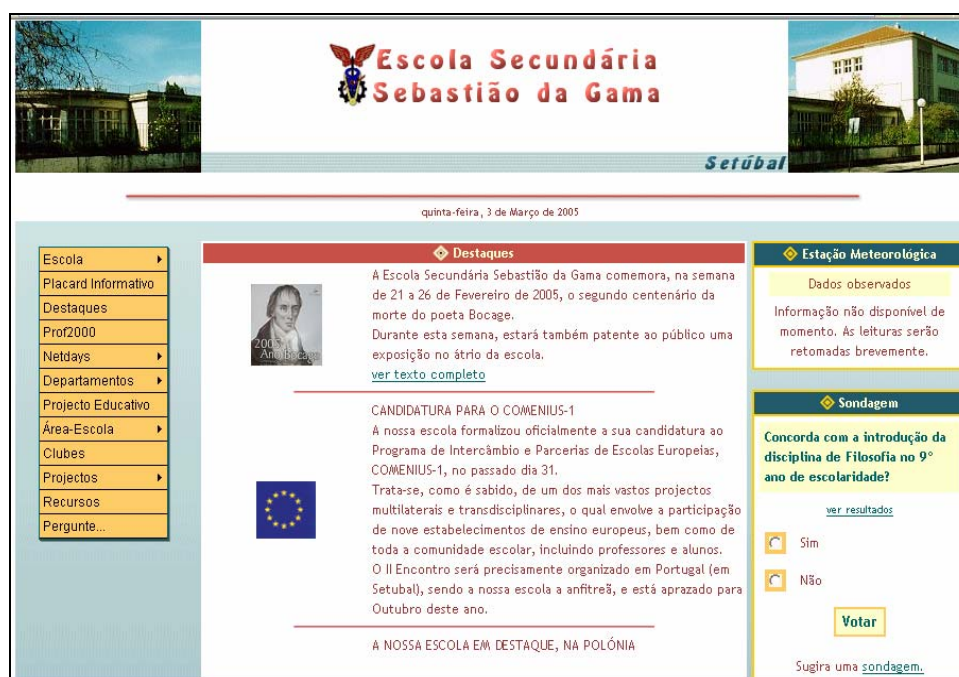 Escola Secundária
Sebastião da Gama
Setúbal
quinta-feira, 3 de Março de 2005
Escola
Placard Informativo
Destaques
Prof2000
Netdays
Departamentos
Projecto Educativo
Área-Escola
Clubes
Projectos
Recursos
Pergunte...
Destaques
2005
Ano Bocage
A Escola Secundária Sebastião da Gama comemora, na semana
de 21 a 26 de Fevereiro de 2005, o segundo centenário da
morte do poeta Bocage.
Durante esta semana, estará também patente ao público uma
exposição no átrio da escola.
ver texto completo
CANDIDATURA PARA O COMENIUS-1
A nossa escola formalizou oficialmente a sua candidatura ao
Programa de Intercâmbio e Parcerias de Escolas Europeias,
COMENIUS-1, no passado dia 31.
Trata-se, como é sabido, de um dos mais vastos projectos
multilaterais e transdisciplinares, o qual envolve a participação
de nove estabelecimentos de ensino europeus, bem como de
toda a comunidade escolar, incluindo professores e alunos.
O II Encontro será precisamente organizado em Portugal (em
Setubal), sendo a nossa escola a anfitreã, e está aprazado para
Outubro deste ano.
A NOSSA ESCOLA EM DESTAQUE, NA POLÓNIA
Estação Meteorológica
Dados observados
Informação não disponível de
momento. As leituras serão
retomadas brevemente.
Sondagem
Concorda com a introdução da
disciplina de Filosofia no 9°
ano de escolaridade?
ver resultados
Sim
Não
Votar
Sugira uma sondagem.